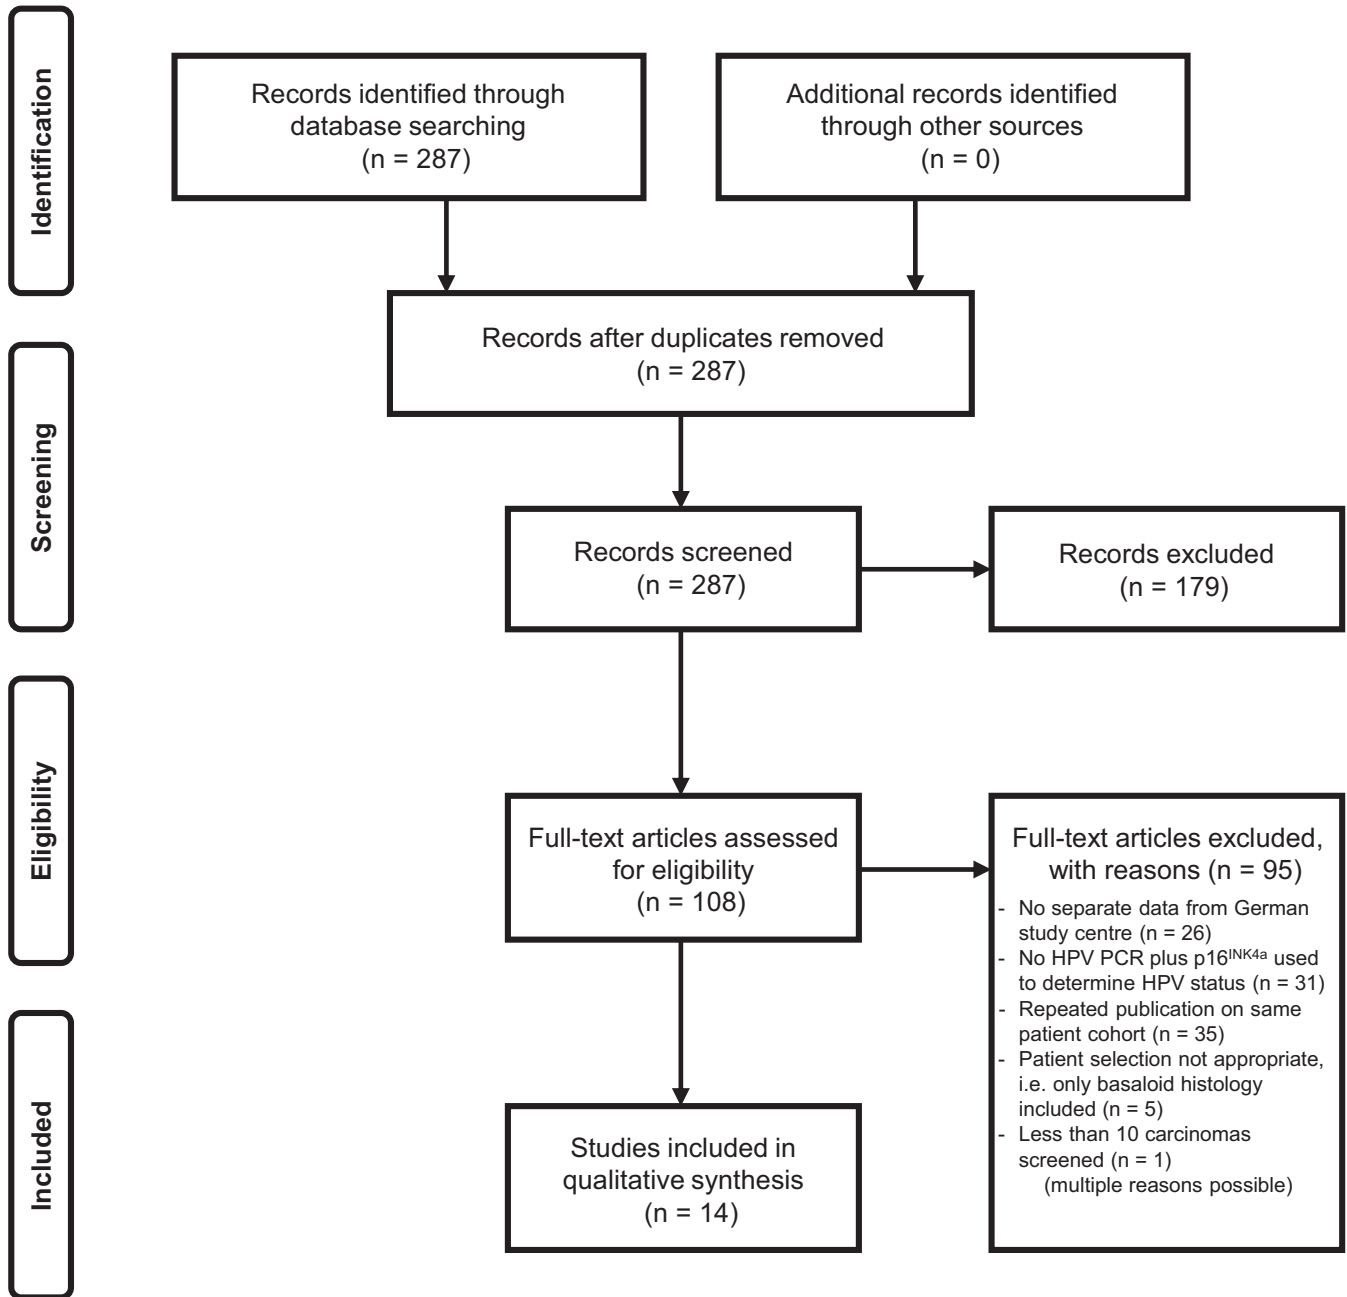 Identification
Records identified through
database searching
(n = 287)
Additional records identified
through other sources
(n = 0)
Records after duplicates removed
(n = 287)
Screening
Records screened
(n = 287)
Records excluded
(n = 179)
Eligibility
Full-text articles assessed
for eligibility
(n = 108)
Full-text articles excluded,
with reasons (n = 95)
- No separate data from German
study centre (n = 26)
- No HPV PCR plus p16INK4a used
to determine HPV status (n = 31)
- Repeated publication on same
patient cohort (n = 35)
- Patient selection not appropriate,
i.e. only basaloid histology
included (n = 5)
- Less than 10 carcinomas
screened (n = 1)
(multiple reasons possible)
Included
Studies included in
qualitative synthesis
(n = 14)